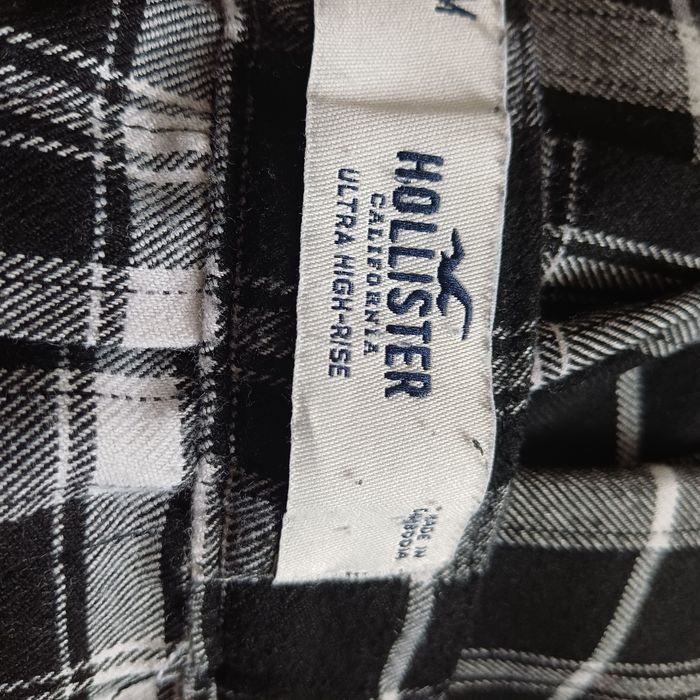 M
HOLLISTER
CALIFORNIA
ULTRA HIGH-RISE
MADE IN
CAMBODIA